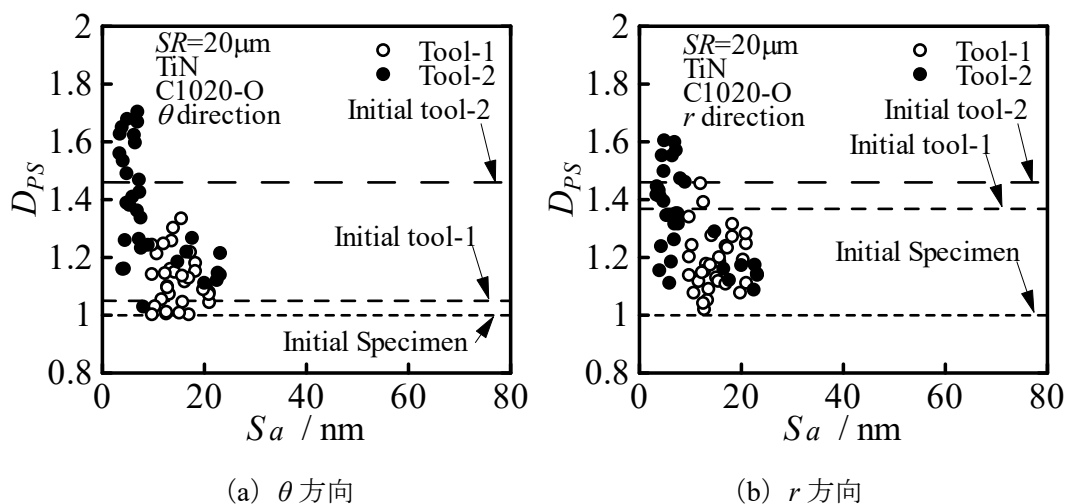 2
1.8
1.6
1.4
1.2
1
0.8
D_PS
SR=20μm
TiN
C1020-O
θ direction
Tool-1
Tool-2
Initial tool-2
Initial tool-1
Initial Specimen
0 20 40 60 80
Sa / nm
(a) θ 方向
2
1.8
1.6
1.4
1.2
1
0.8
D_PS
SR=20μm
TiN
C1020-O
r direction
Tool-1
Tool-2
Initial tool-2
Initial tool-1
Initial Specimen
0 20 40 60 80
Sa / nm
(b) r 方向